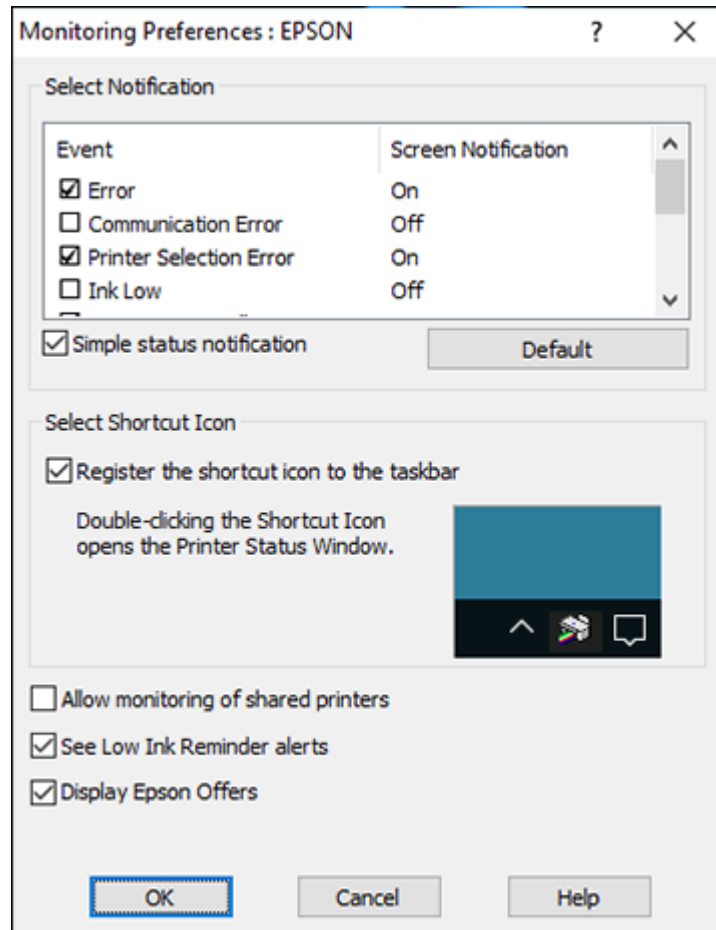 Monitoring Preferences : EPSON
Select Notification
Event Screen Notification
Error On
Communication Error Off
Printer Selection Error On
Ink Low Off
Simple status notification Default
Select Shortcut Icon
Register the shortcut icon to the taskbar
Double-clicking the Shortcut Icon
opens the Printer Status Window.
Allow monitoring of shared printers
See Low Ink Reminder alerts
Display Epson Offers
OK Cancel Help